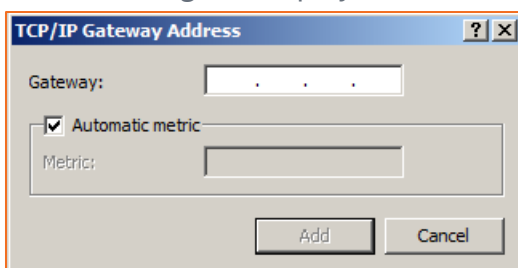 TCP/IP Gateway Address
Gateway: . . .
Automatic metric
Metric:
Add Cancel